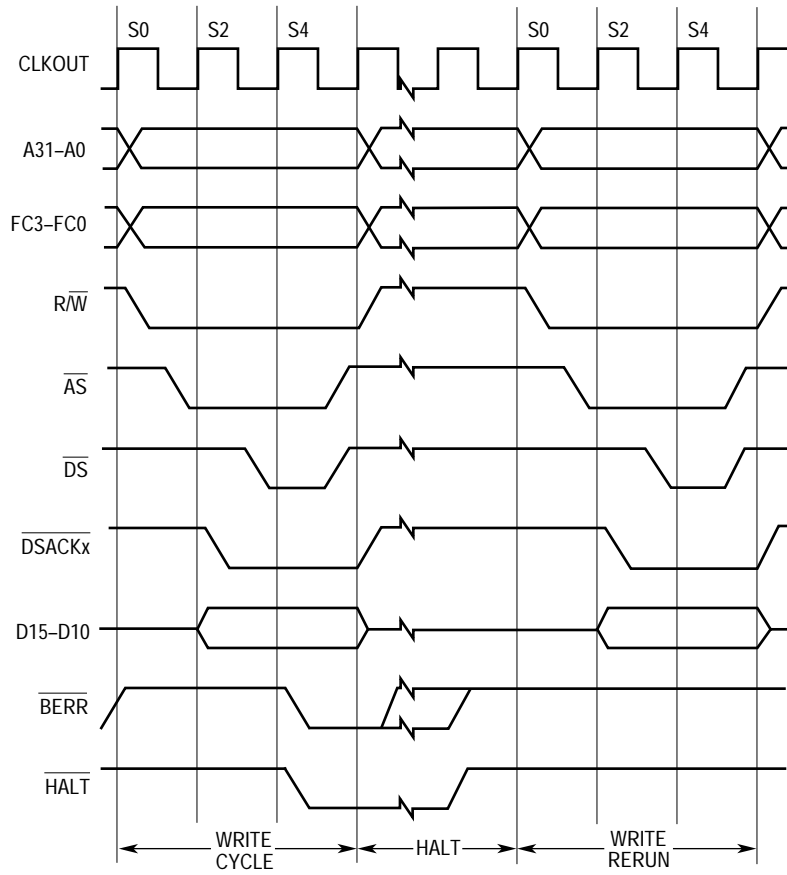 S0 S2 S4 S0 S2 S4
CLKOUT
A31–A0
FC3–FC0
R/W
AS
DS
DSACKx
D15–D10
BERR
HALT
WRITE CYCLE
HALT
WRITE RERUN